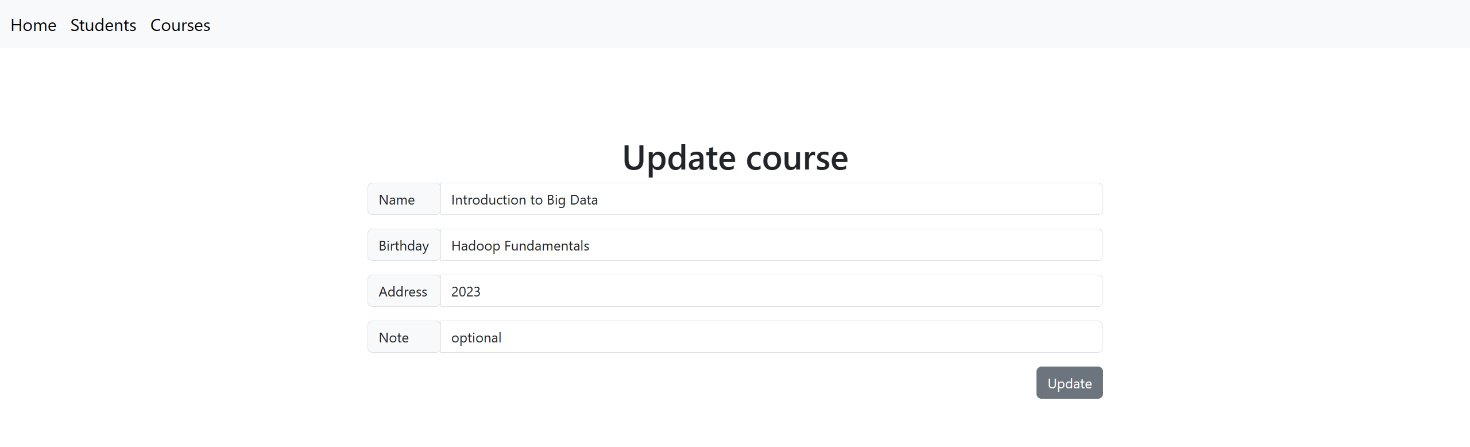 Home Students Courses
Update course
Name Introduction to Big Data
Birthday Hadoop Fundamentals
Address 2023
Note optional
Update